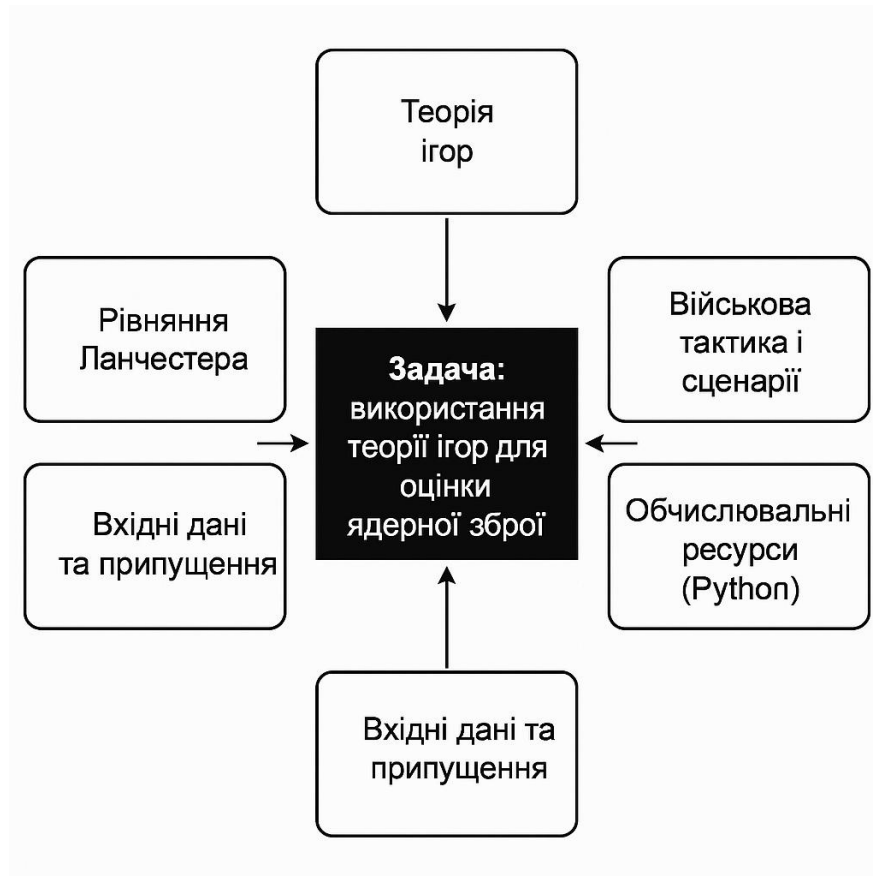 Теорія
ігор
Рівняння
Ланчестера
Військова
тактика і
сценарії
Задача:
використання
теорії ігор для
оцінки
ядерної зброї
Вхідні дані
та припущення
Обчислювальні
ресурси
(Python)
Вхідні дані та
припущення